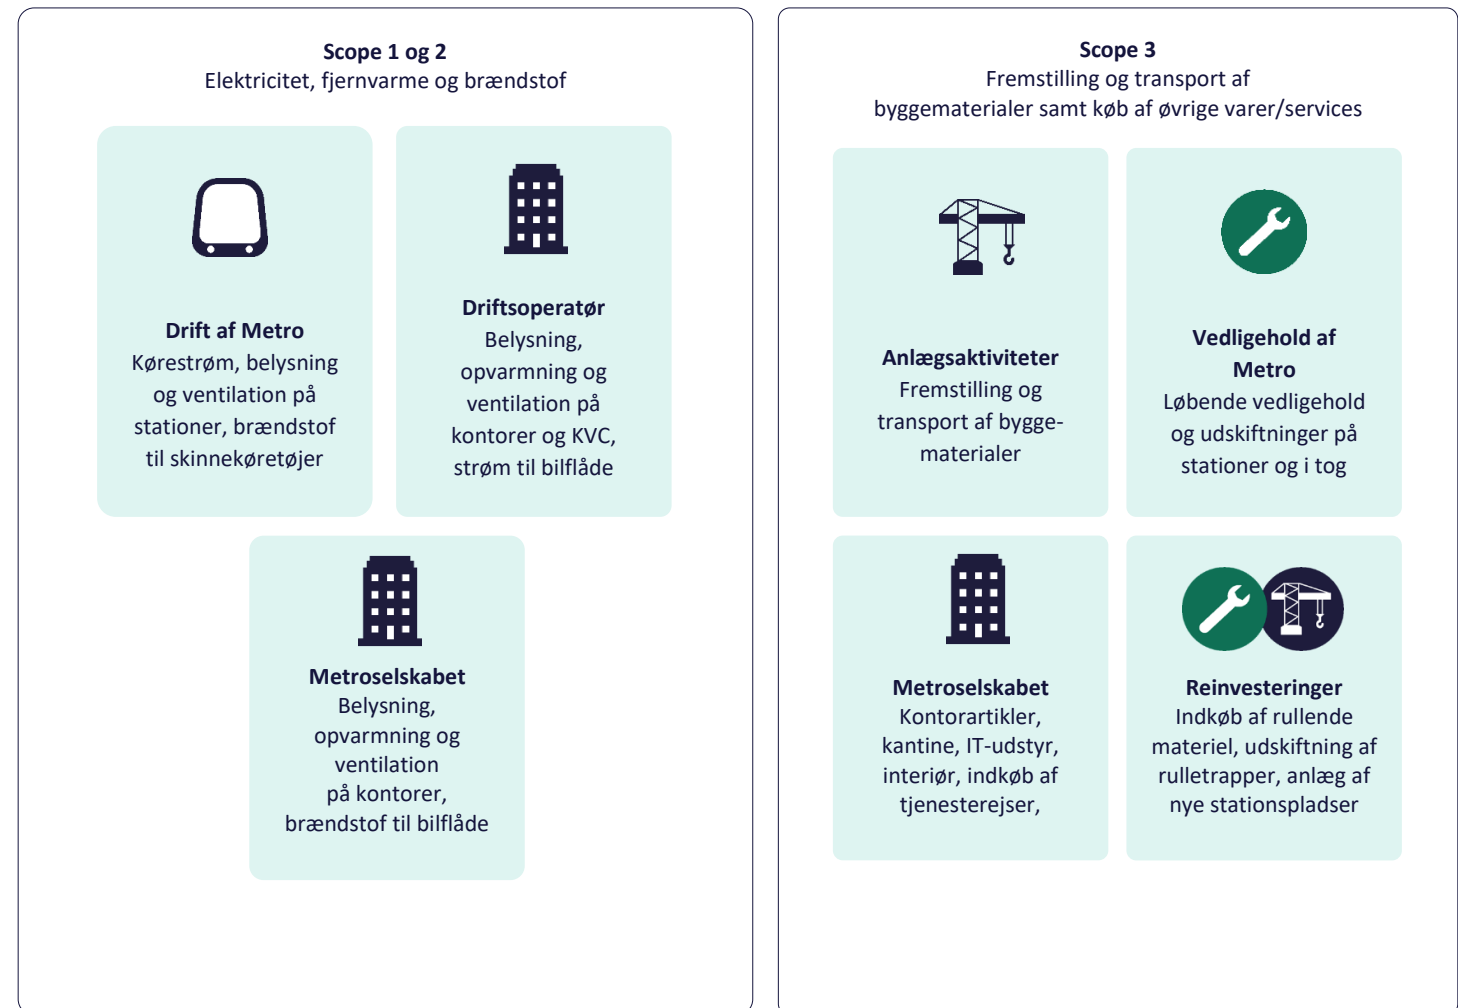 Scope 1 og 2
Elektricitet, fjernvarme og brændstof
Drift af Metro
Kørestrøm, belysning
og ventilation på
stationer, brændstof
til skinnekøretøjer
Driftsoperatør
Belysning,
opvarmning og
ventilation på
kontorer og KVC,
strøm til bilflåde
Metroselskabet
Belysning,
opvarmning og
ventilation
på kontorer,
brændstof til bilflåde
Scope 3
Fremstilling og transport af
byggematerialer samt køb af øvrige varer/services
Anlægsaktiviteter
Fremstilling og
transport af bygge-
materialer
Vedligehold af
Metro
Løbende vedligehold
og udskiftninger på
stationer og i tog
Metroselskabet
Kontorartikler,
kantine, IT-udstyr,
interiør, indkøb af
tjenesterejser,
Reinvesteringer
Indkøb af rullende
materiel, udskiftning af
rulletrapper, anlæg af
nye stationspladser